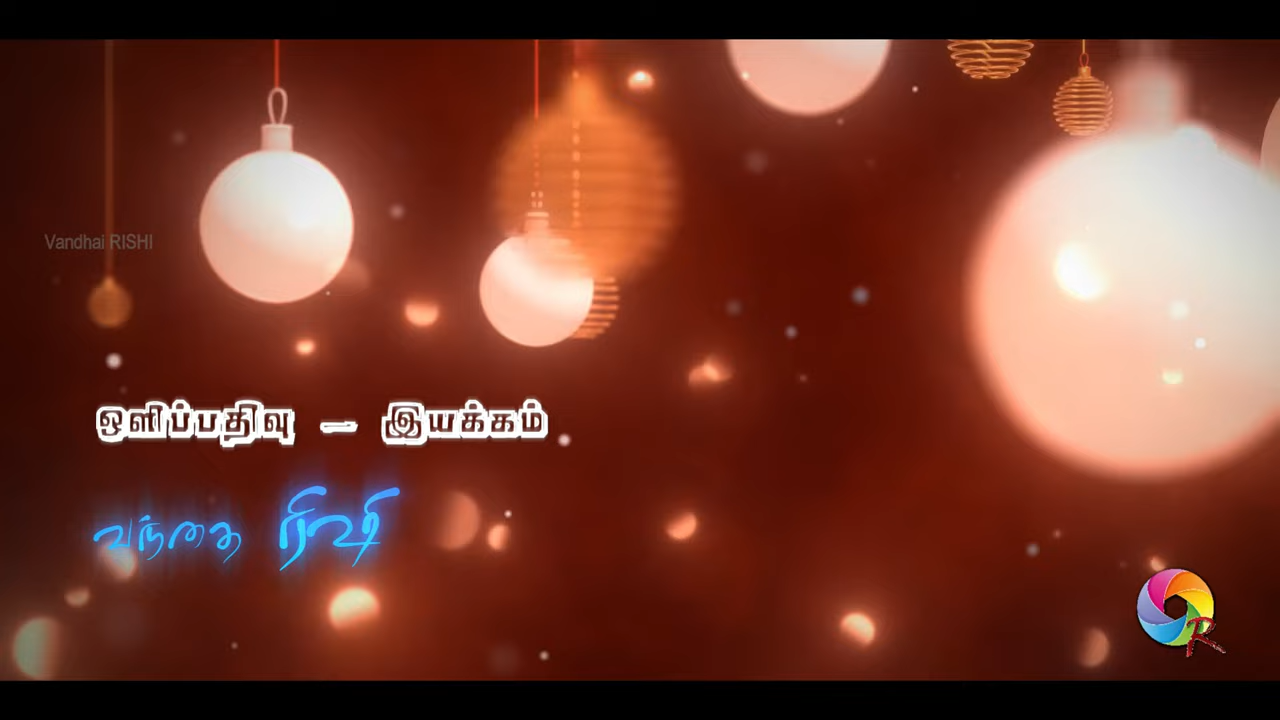 Vandhai RISHI
ஒளிப்பதிவு – இயக்கம்
வந்தை ரிஷி
R